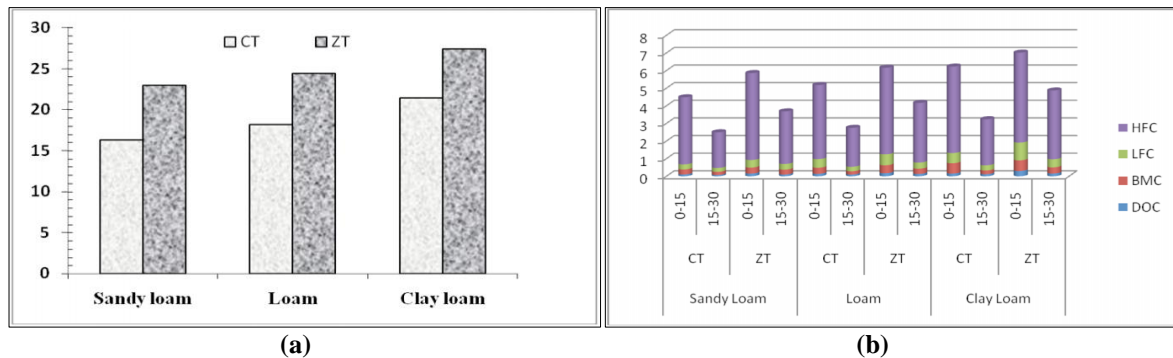 30
25
20
15
10
5
0
CT ZT
Sandy loam Loam Clay loam
(a)
8
7
6
5
4
3
2
1
0
0-15 15-30 0-15 15-30 0-15 15-30 0-15 15-30 0-15 15-30 0-15 15-30
CT ZT CT ZT CT ZT
Sandy Loam Loam Clay Loam
HFC
LFC
BMC
DOC
(b)